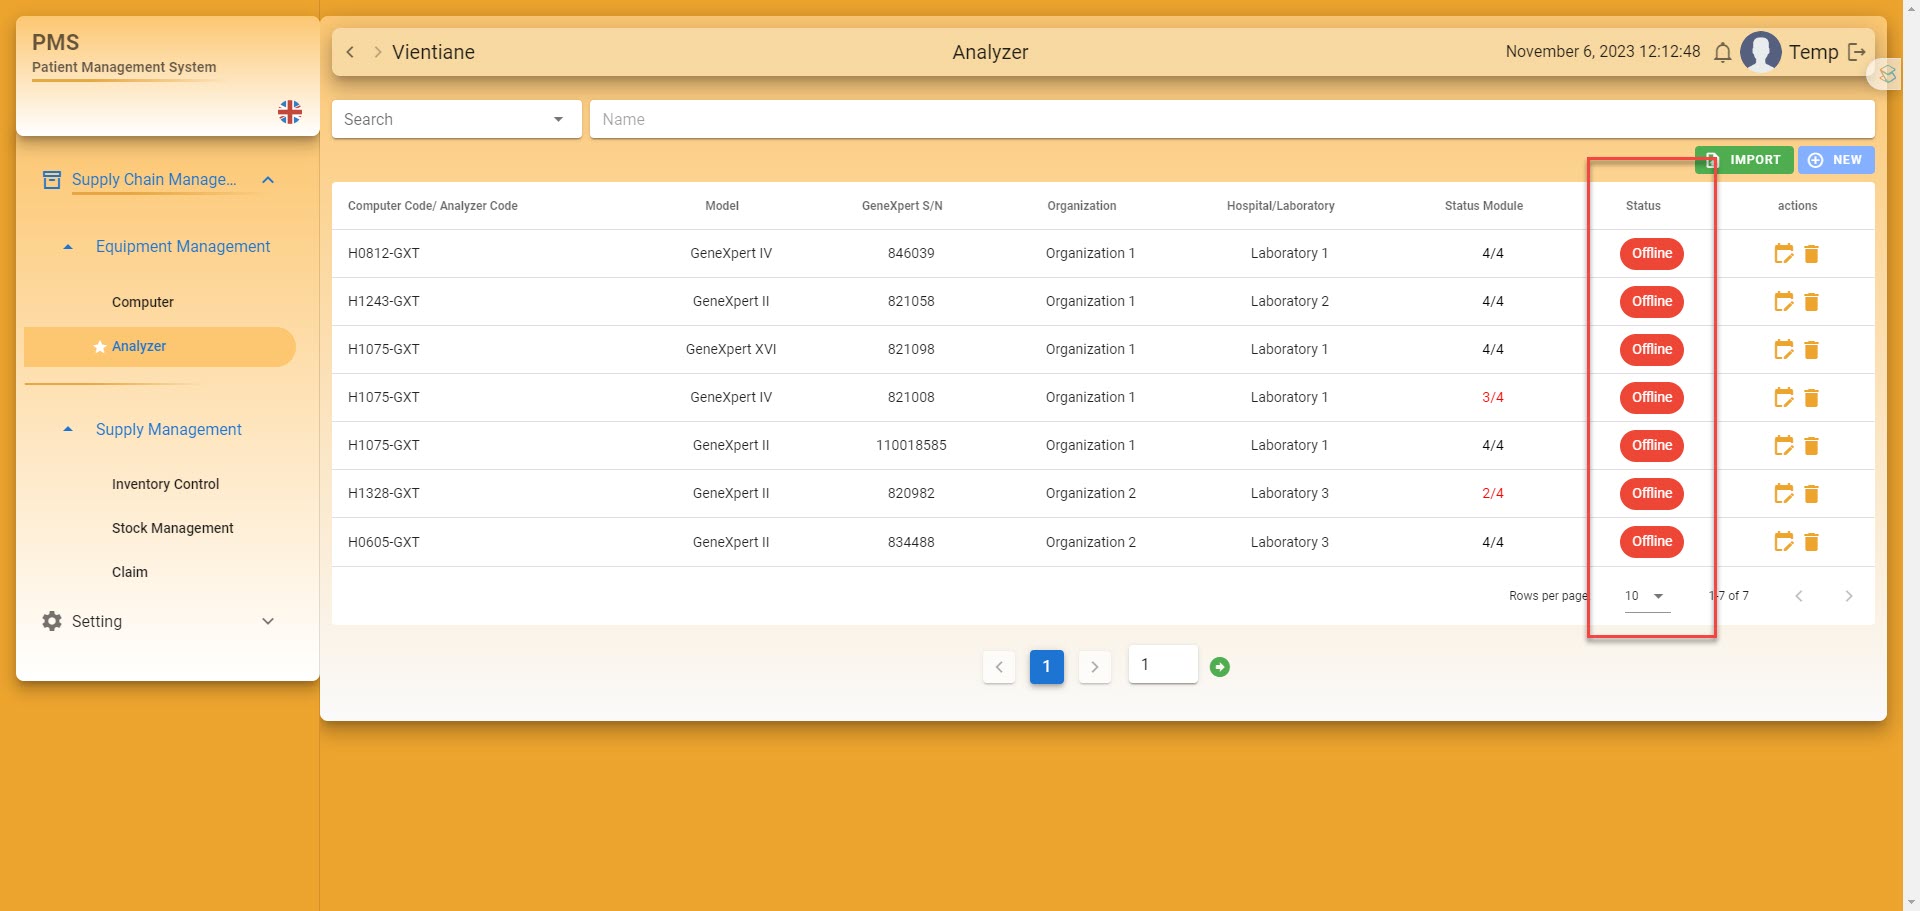 PMS
Patient Management System
Supply Chain Manage...
Equipment Management
Computer
Analyzer
Supply Management
Inventory Control
Stock Management
Claim
Setting
Vientiane
Analyzer
November 6, 2023 12:12:48
Temp
Search
Name
IMPORT
NEW
Computer Code/ Analyzer Code Model GeneXpert S/N Organization Hospital/Laboratory Status Module Status actions
H0812-GXT GeneXpert IV 846039 Organization 1 Laboratory 1 4/4 Offline
H1243-GXT GeneXpert II 821058 Organization 1 Laboratory 2 4/4 Offline
H1075-GXT GeneXpert XVI 821098 Organization 1 Laboratory 1 4/4 Offline
H1075-GXT GeneXpert IV 821008 Organization 1 Laboratory 1 3/4 Offline
H1075-GXT GeneXpert II 110018585 Organization 1 Laboratory 1 4/4 Offline
H1328-GXT GeneXpert II 820982 Organization 2 Laboratory 3 2/4 Offline
H0605-GXT GeneXpert II 834488 Organization 2 Laboratory 3 4/4 Offline
Rows per page 10 1-7 of 7
1 1